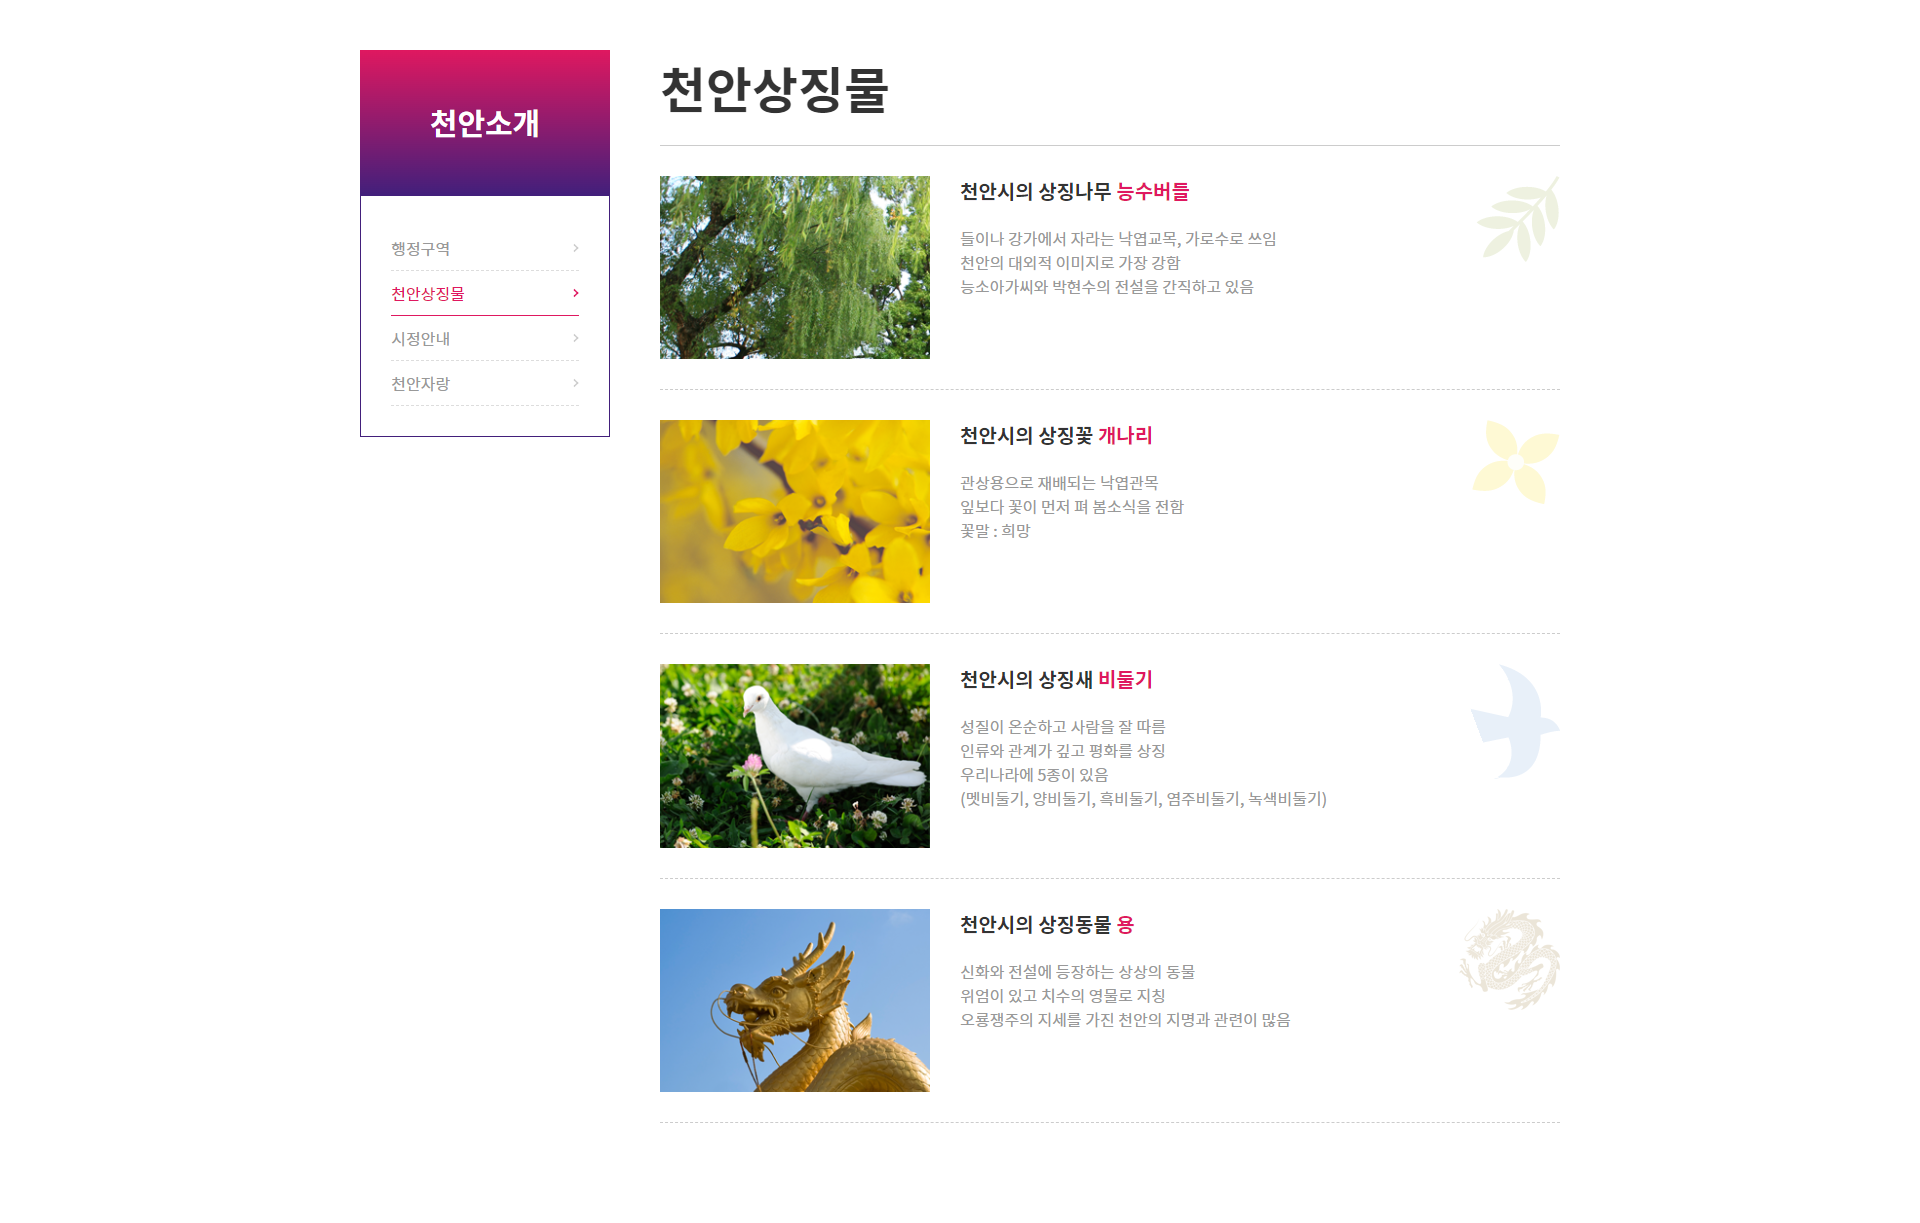 천안소개
행정구역
천안상징물
시정안내
천안자랑
천안상징물
천안시의 상징나무 능수버들
들이나 강가에서 자라는 낙엽교목, 가로수로 쓰임
천안의 대외적 이미지로 가장 강함
능소아가씨와 박현수의 전설을 간직하고 있음
천안시의 상징꽃 개나리
관상용으로 재배되는 낙엽관목
잎보다 꽃이 먼저 펴 봄소식을 전함
꽃말 : 희망
천안시의 상징새 비둘기
성질이 온순하고 사람을 잘 따름
인류와 관계가 깊고 평화를 상징
우리나라에 5종이 있음
(멧비둘기, 양비둘기, 흑비둘기, 염주비둘기, 녹색비둘기)
천안시의 상징동물 용
신화와 전설에 등장하는 상상의 동물
위엄이 있고 치수의 영물로 지칭
오룡쟁주의 지세를 가진 천안의 지명과 관련이 많음